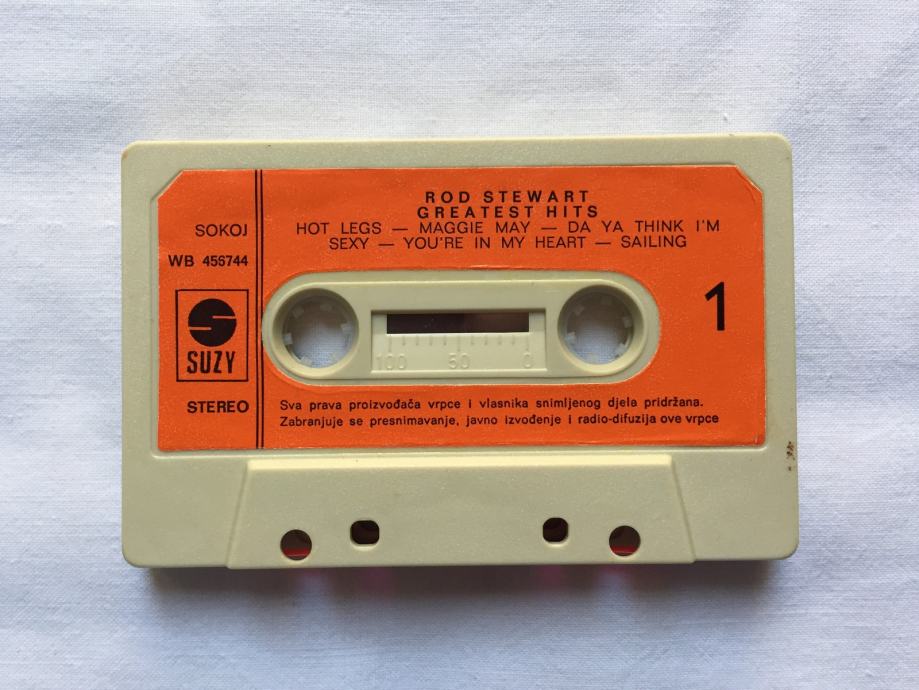 ROD STEWART
GREATEST HITS
HOT LEGS — MAGGIE MAY — DA YA THINK I'M
SEXY — YOU'RE IN MY HEART — SAILING
SOKOJ
WB 456744
SUZY
STEREO
1
100 50 0
Sva prava proizvođača vrpce i vlasnika snimljenog djela pridržana.
Zabranjuje se presnimavanje, javno izvođenje i radio-difuzija ove vrpce